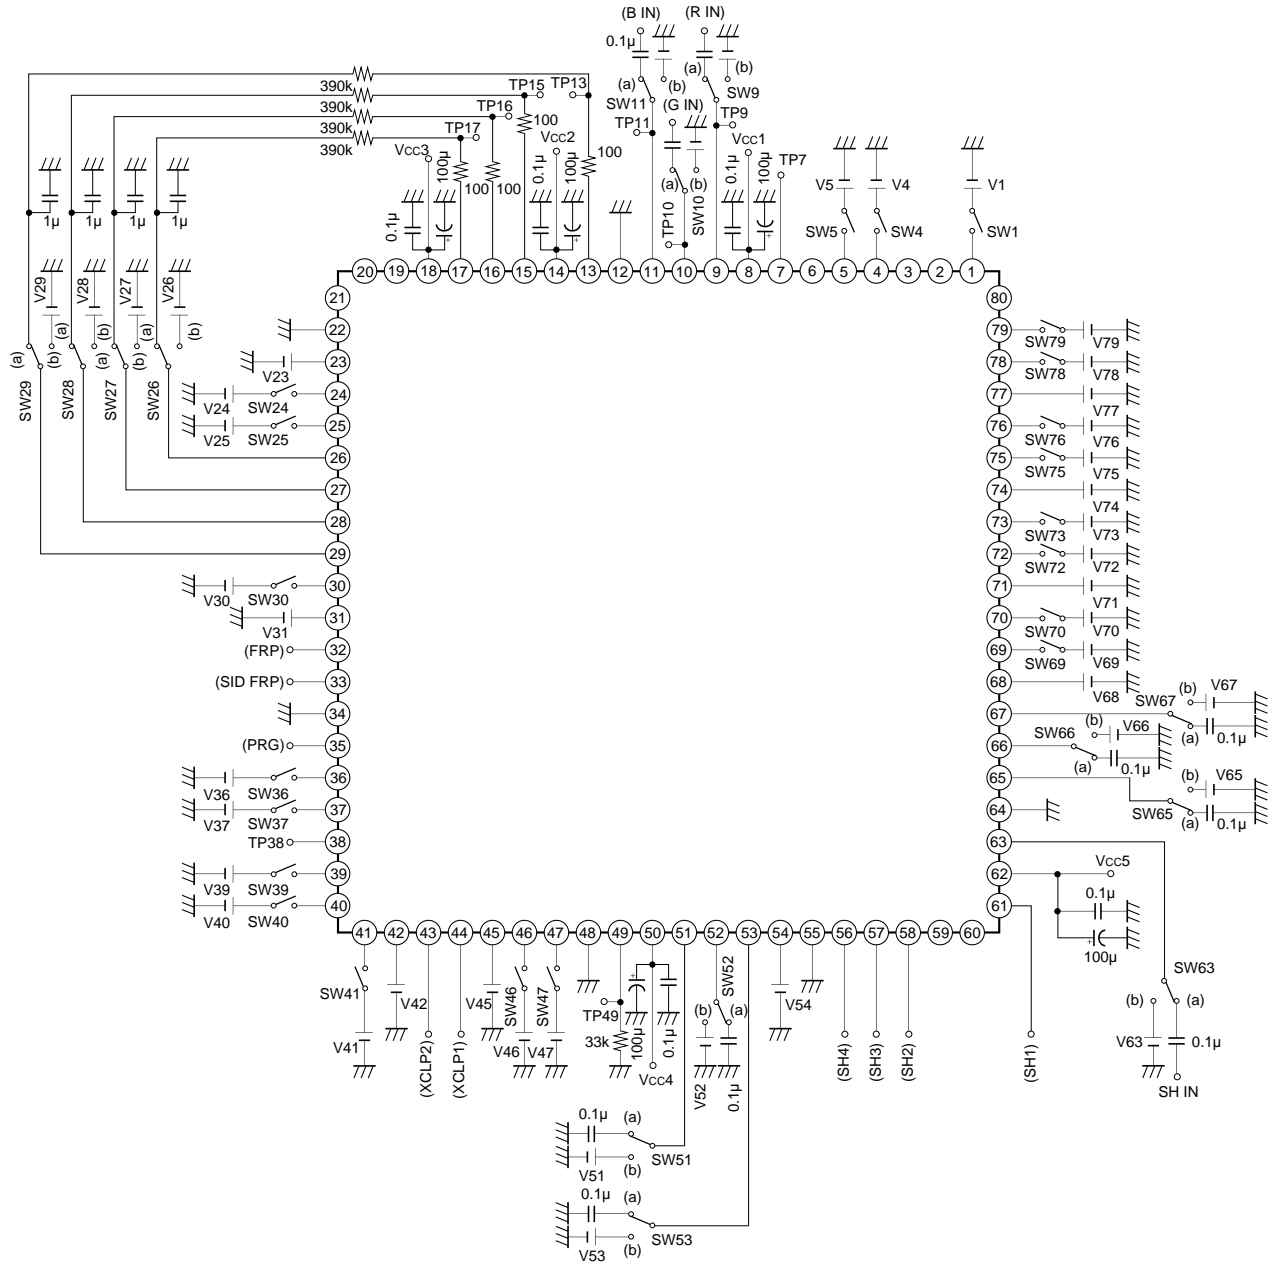 (B IN) (R IN)
0.1µ
(a) (b) (a) (b)
SW11 SW9
(G IN)
TP11 TP9
390k TP15 TP13
390k TP16 100
390k TP17 VCC2
390k VCC3 100 100 100
0.1µ 100µ 0.1µ 100µ
(a) (b)
TP10 SW10
VCC1 TP7
0.1µ 100µ
V5 V4 V1
SW5 SW4 SW1
1µ 1µ 1µ 1µ
V29 V28 V27 V26
(a) (b) (a) (b) (a) (b) (a) (b)
SW29 SW28 SW27 SW26
20 19 18 17 16 15 14 13 12 11 10 9 8 7 6 5 4 3 2 1
21 80
22 79 SW79 V79
V23 23 78 SW78 V78
V24 SW24 24 77 V77
V25 SW25 25 76 SW76 V76
26 75 SW75 V75
27 74 V74
28 73 SW73 V73
29 72 SW72 V72
V30 SW30 30 71 V71
V31 31 70 SW70 V70
(FRP) 32 69 SW69 V69
(SID FRP) 33 68 V68
34 67 SW67 (b) V67 (a) 0.1µ
(PRG) 35 66 SW66 (b) V66 (a) 0.1µ
V36 SW36 36 65 SW65 (b) V65 (a) 0.1µ
V37 SW37 37 64
TP38 38 63
V39 SW39 39 62 VCC5
V40 SW40 40 61 0.1µ
100µ
41 42 43 44 45 46 47 48 49 50 51 52 53 54 55 56 57 58 59 60
SW41 V42 V45 SW46 SW47 TP49 SW52 V54 SW63
(b) (a) (b) (a)
V41 (XCLP2) (XCLP1) V46 V47 33k 100µ 0.1µ (SH4) (SH3) (SH2) (SH1) V63 0.1µ
VCC4 V52 0.1µ SH IN
0.1µ (a)
SW51
V51 (b)
0.1µ (a)
SW53
V53 (b)